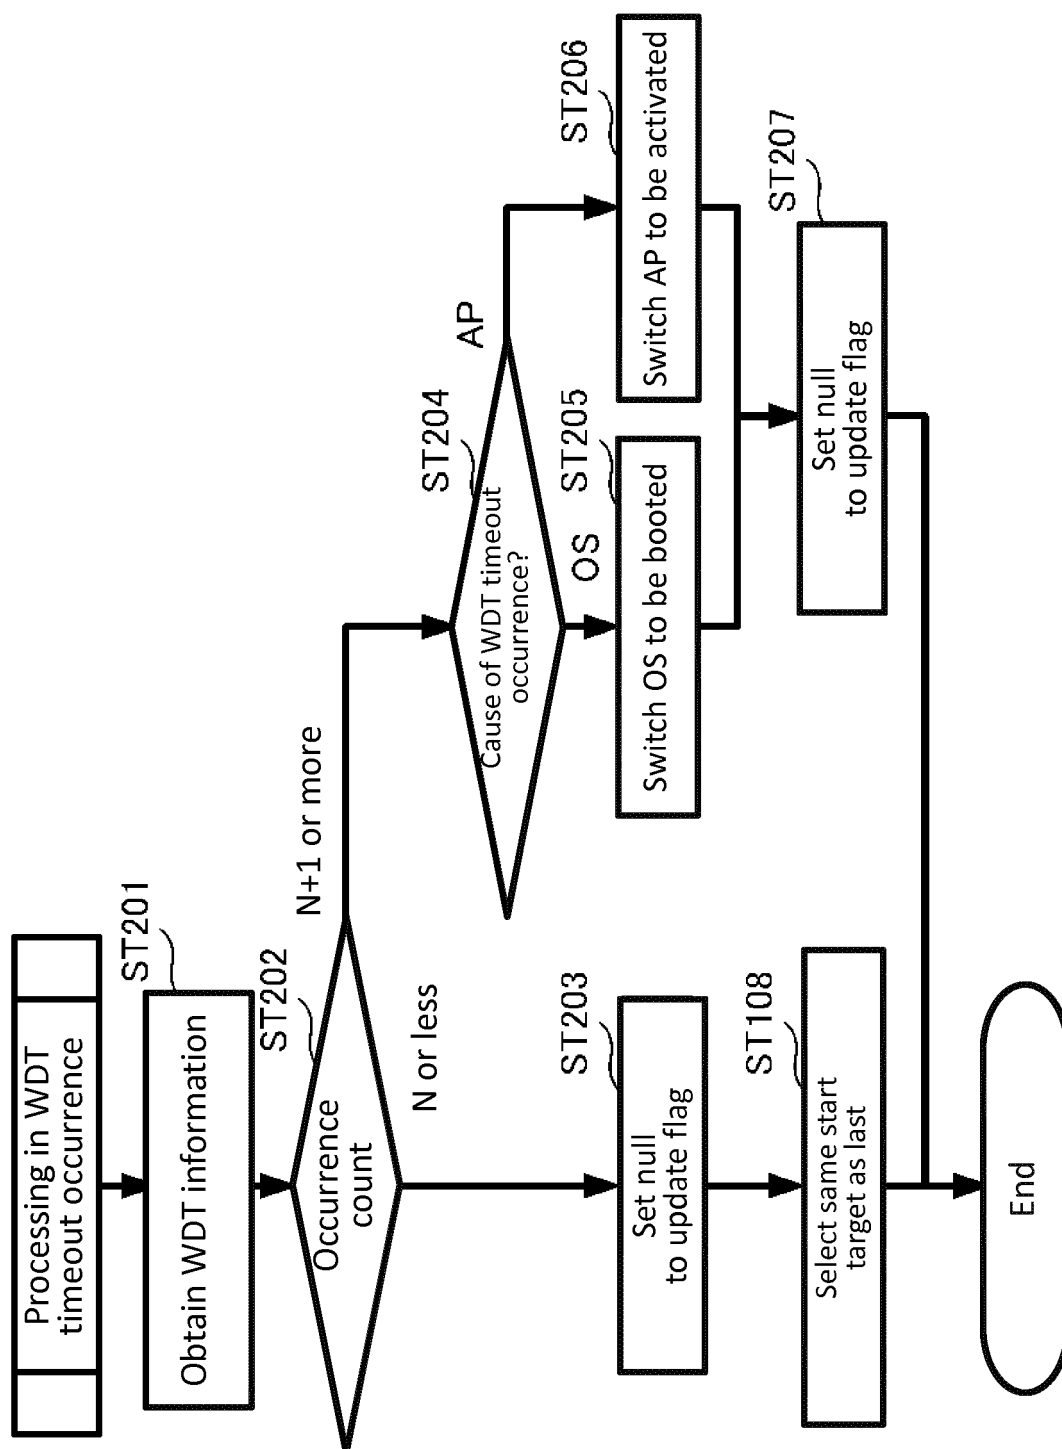 Processing in WDT
timeout occurrence
ST201
Obtain WDT information
ST202
Occurrence
count
N+1 or more
N or less
ST204
Cause of WDT timeout
occurrence?
AP
OS
ST203
Set null
to update flag
ST205
Switch OS to be booted
ST206
Switch AP to be activated
ST108
Select same start
target as last
ST207
Set null
to update flag
End